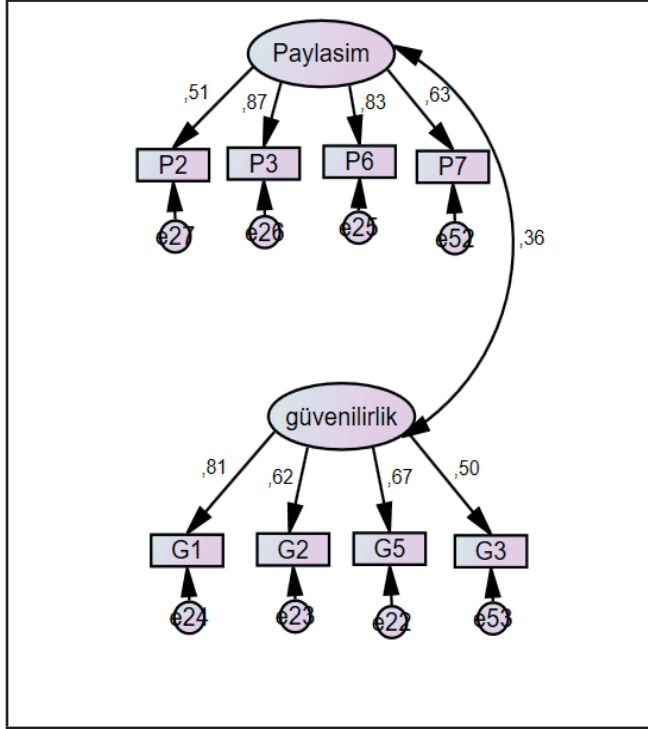 Paylasim
,51
,87
,83
,63
P2
P3
P6
P7
e27
e26
e25
e52
,36
güvenilirlik
,81
,62
,67
,50
G1
G2
G5
G3
e24
e23
e22
e53